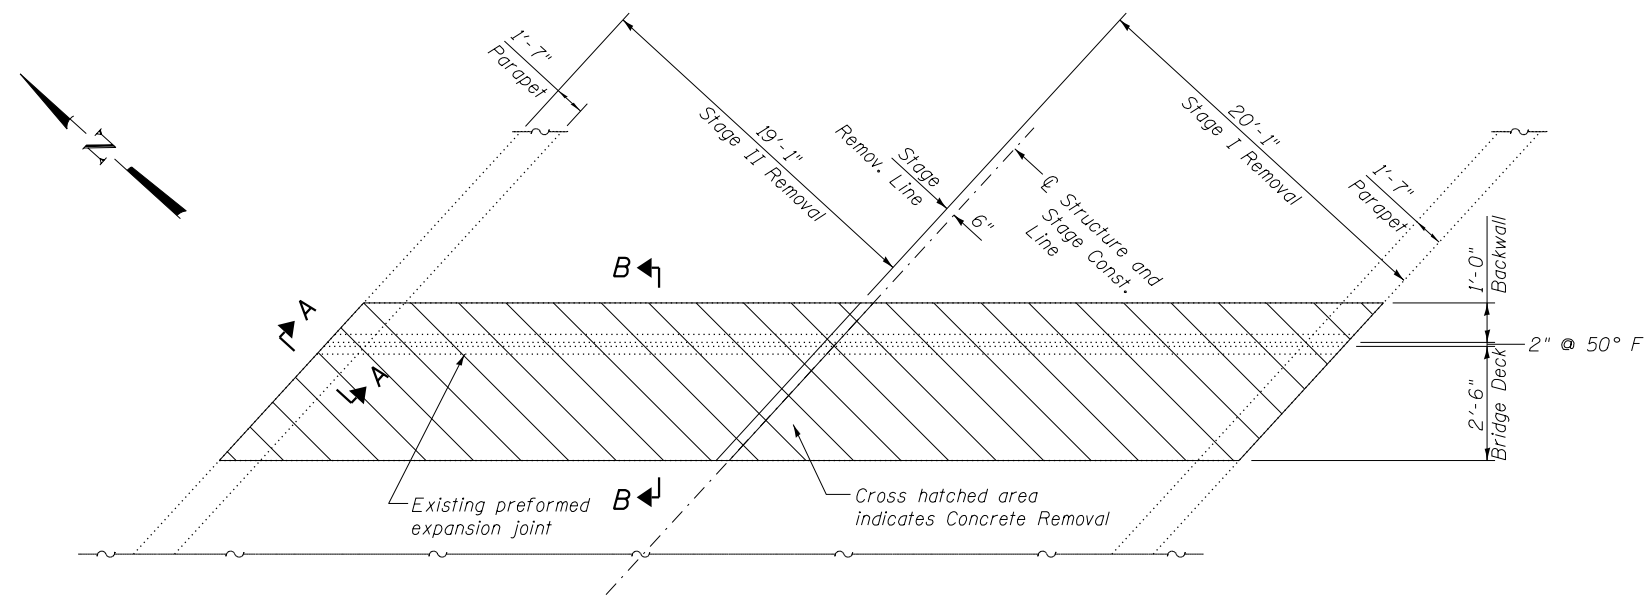 1'-7"
Parapet
N
19'-1"
Stage II Removal
Stage
Remov. Line
6"
℄ Structure and
Stage Const.
Line
20'-1"
Stage I Removal
1'-7"
Parapet
1'-0"
Backwall
2" @ 50° F
2'-6"
Bridge Deck
A
A
B
B
Existing preformed
expansion joint
Cross hatched area
indicates Concrete Removal